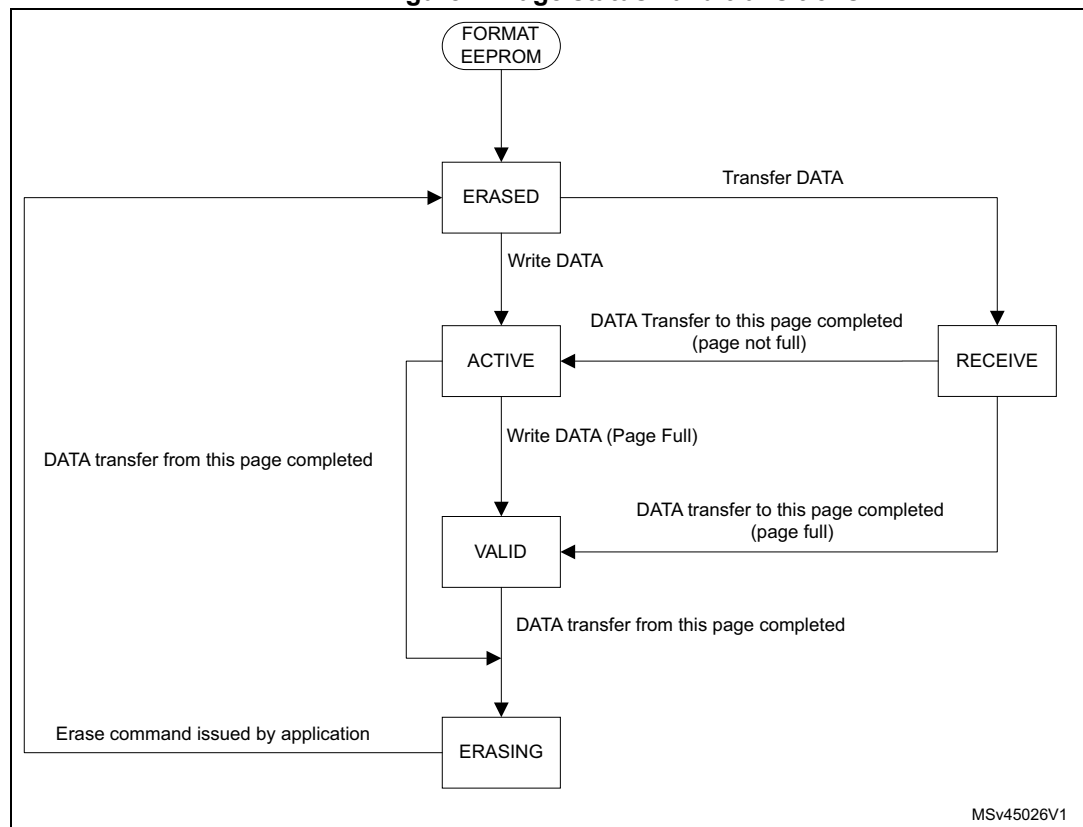 FORMAT
EEPROM
ERASED
Transfer DATA
Write DATA
DATA Transfer to this page completed
(page not full)
ACTIVE
RECEIVE
Write DATA (Page Full)
DATA transfer from this page completed
DATA transfer to this page completed
(page full)
VALID
DATA transfer from this page completed
Erase command issued by application
ERASING
MSv45026V1